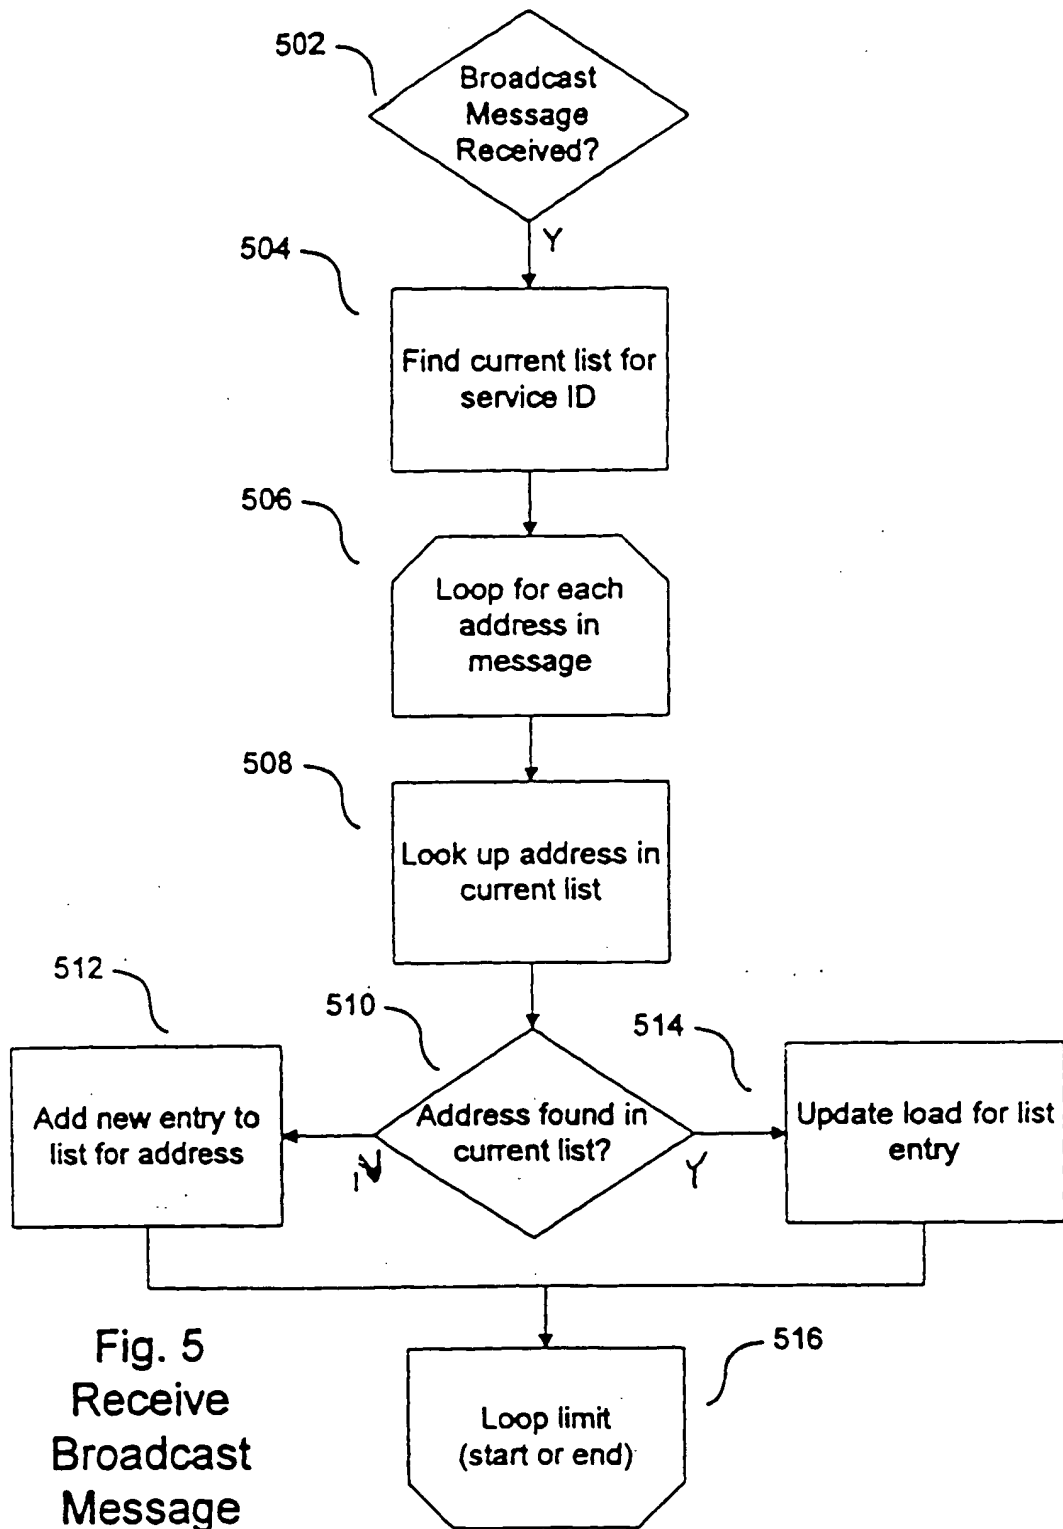 502
Broadcast
Message
Received?
Y
504
Find current list for
service ID
506
Loop for each
address in
message
508
Look up address in
current list
512
510
514
Add new entry to
list for address
Address found in
current list?
Update load for list
entry
N
Y
Fig. 5
Receive
Broadcast
Message
516
Loop limit
(start or end)